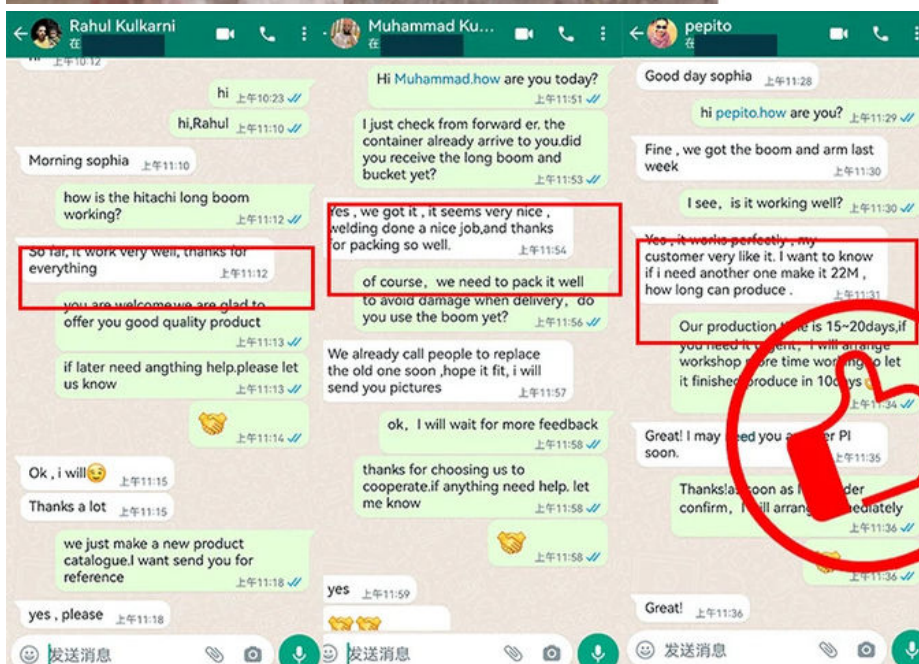 Rahul Kulkarni
在
上午10:12
hi 上午10:23
hi,Rahul 上午11:10
Morning sophia 上午11:10
how is the hitachi long boom
working? 上午11:12
So far, it work very well, thanks for
everything 上午11:12
you are welcome.we are glad to
offer you good quality product
上午11:13
if later need angthing help.please let
us know 上午11:13
上午11:14
Ok , i will 上午11:15
Thanks a lot 上午11:15
we just make a new product
catalogue.I want send you for
reference 上午11:18
yes , please 上午11:18
发送消息
Muhammad Ku...
在
Hi Muhammad.how are you today?
上午11:51
I just check from forward er. the
container already arrive to you.did
you receive the long boom and
bucket yet? 上午11:53
Yes , we got it , it seems very nice ,
welding done a nice job,and thanks
for packing so well. 上午11:54
of course，we need to pack it well
to avoid damage when delivery，do
you use the boom yet? 上午11:56
We already call people to replace
the old one soon ,hope it fit, i will
send you pictures 上午11:57
ok，I will wait for more feedback
上午11:58
thanks for choosing us to
cooperate.if anything need help. let
me know 上午11:58
上午11:58
yes 上午11:59
发送消息
pepito
在
Good day sophia 上午11:28
hi pepito.how are you? 上午11:29
Fine , we got the boom and arm last
week 上午11:30
I see，is it working well? 上午11:30
Yes , it works perfectly , my
customer very like it. I want to know
if i need another one make it 22M ,
how long can produce . 上午11:31
Our production time is 15~20days,if
you need it urgent，I will arrange
workshop more time working to let
it finished produce in 10days
上午11:34
Great! I may need you another PI
soon. 上午11:35
Thanks!as soon as
confirm，I will arrange immediately
上午11:36
上午11:36
Great! 上午11:36
发送消息